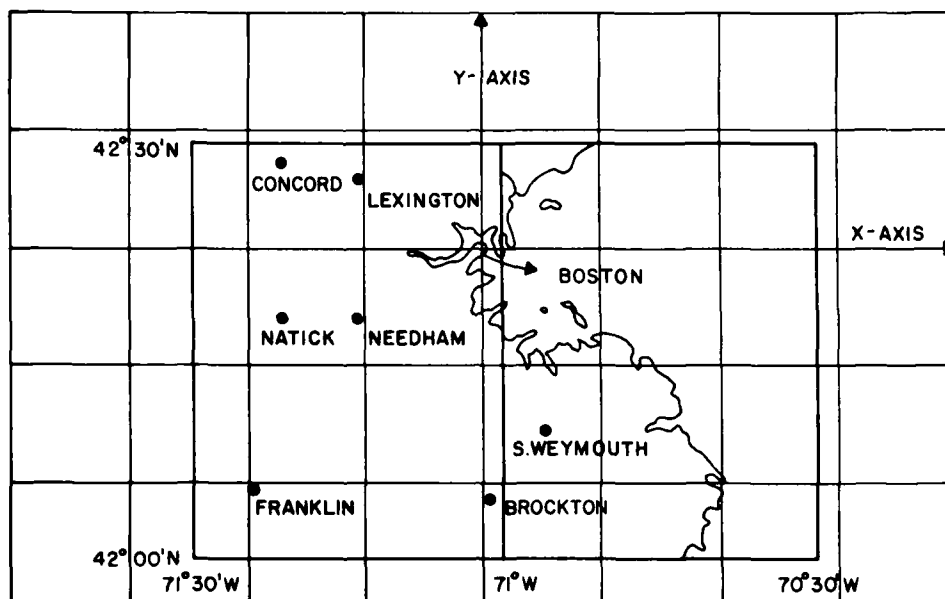 Y-AXIS
42°30'N
CONCORD
LEXINGTON
X-AXIS
BOSTON
NATICK
NEEDHAM
S.WEYMOUTH
FRANKLIN
BROCKTON
42°00'N
71°30'W
71°W
70°30'W